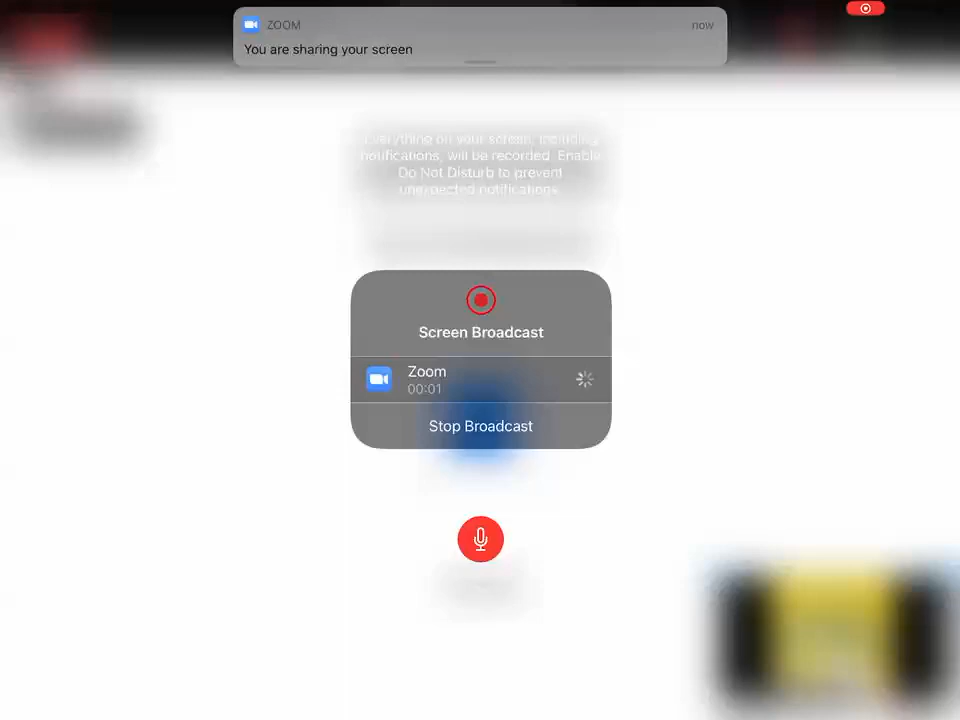 ZOOM now
You are sharing your screen
Everything on your screen, including
notifications, will be recorded. Enable
Do Not Disturb to prevent
unexpected notifications.
Screen Broadcast
Zoom
00:01
Stop Broadcast